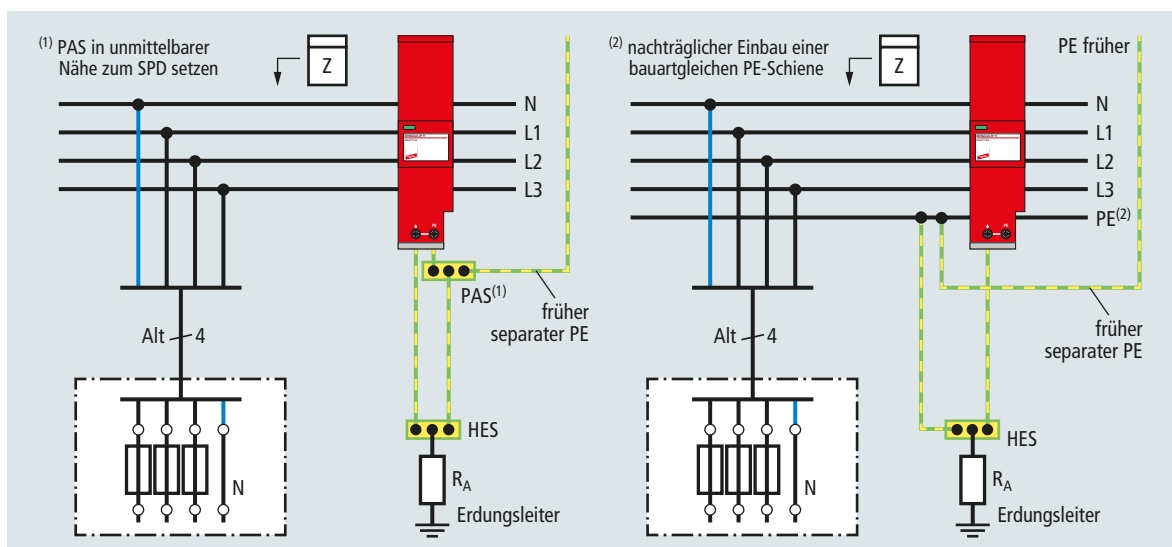 (1) PAS in unmittelbarer
Nähe zum SPD setzen
Z
N
L1
L2
L3
PAS(1)
früher
separater PE
Alt
4
HES
N
RA
Erdungsleiter
(2) nachträglicher Einbau einer
bauartgleichen PE-Schiene
Z
PE früher
N
L1
L2
L3
PE(2)
früher
separater PE
Alt
4
HES
N
RA
Erdungsleiter